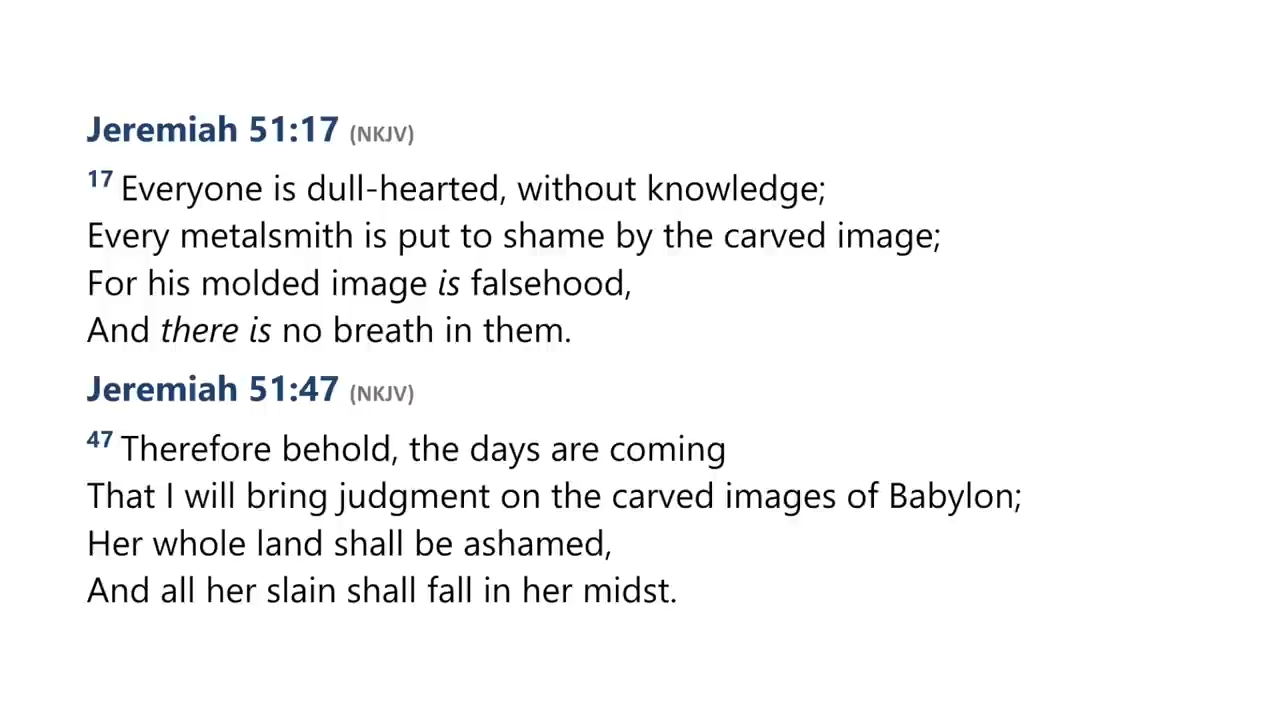 Jeremiah 51:17 (NKJV)
17 Everyone is dull-hearted, without knowledge;
Every metalsmith is put to shame by the carved image;
For his molded image is falsehood,
And there is no breath in them.
Jeremiah 51:47 (NKJV)
47 Therefore behold, the days are coming
That I will bring judgment on the carved images of Babylon;
Her whole land shall be ashamed,
And all her slain shall fall in her midst.